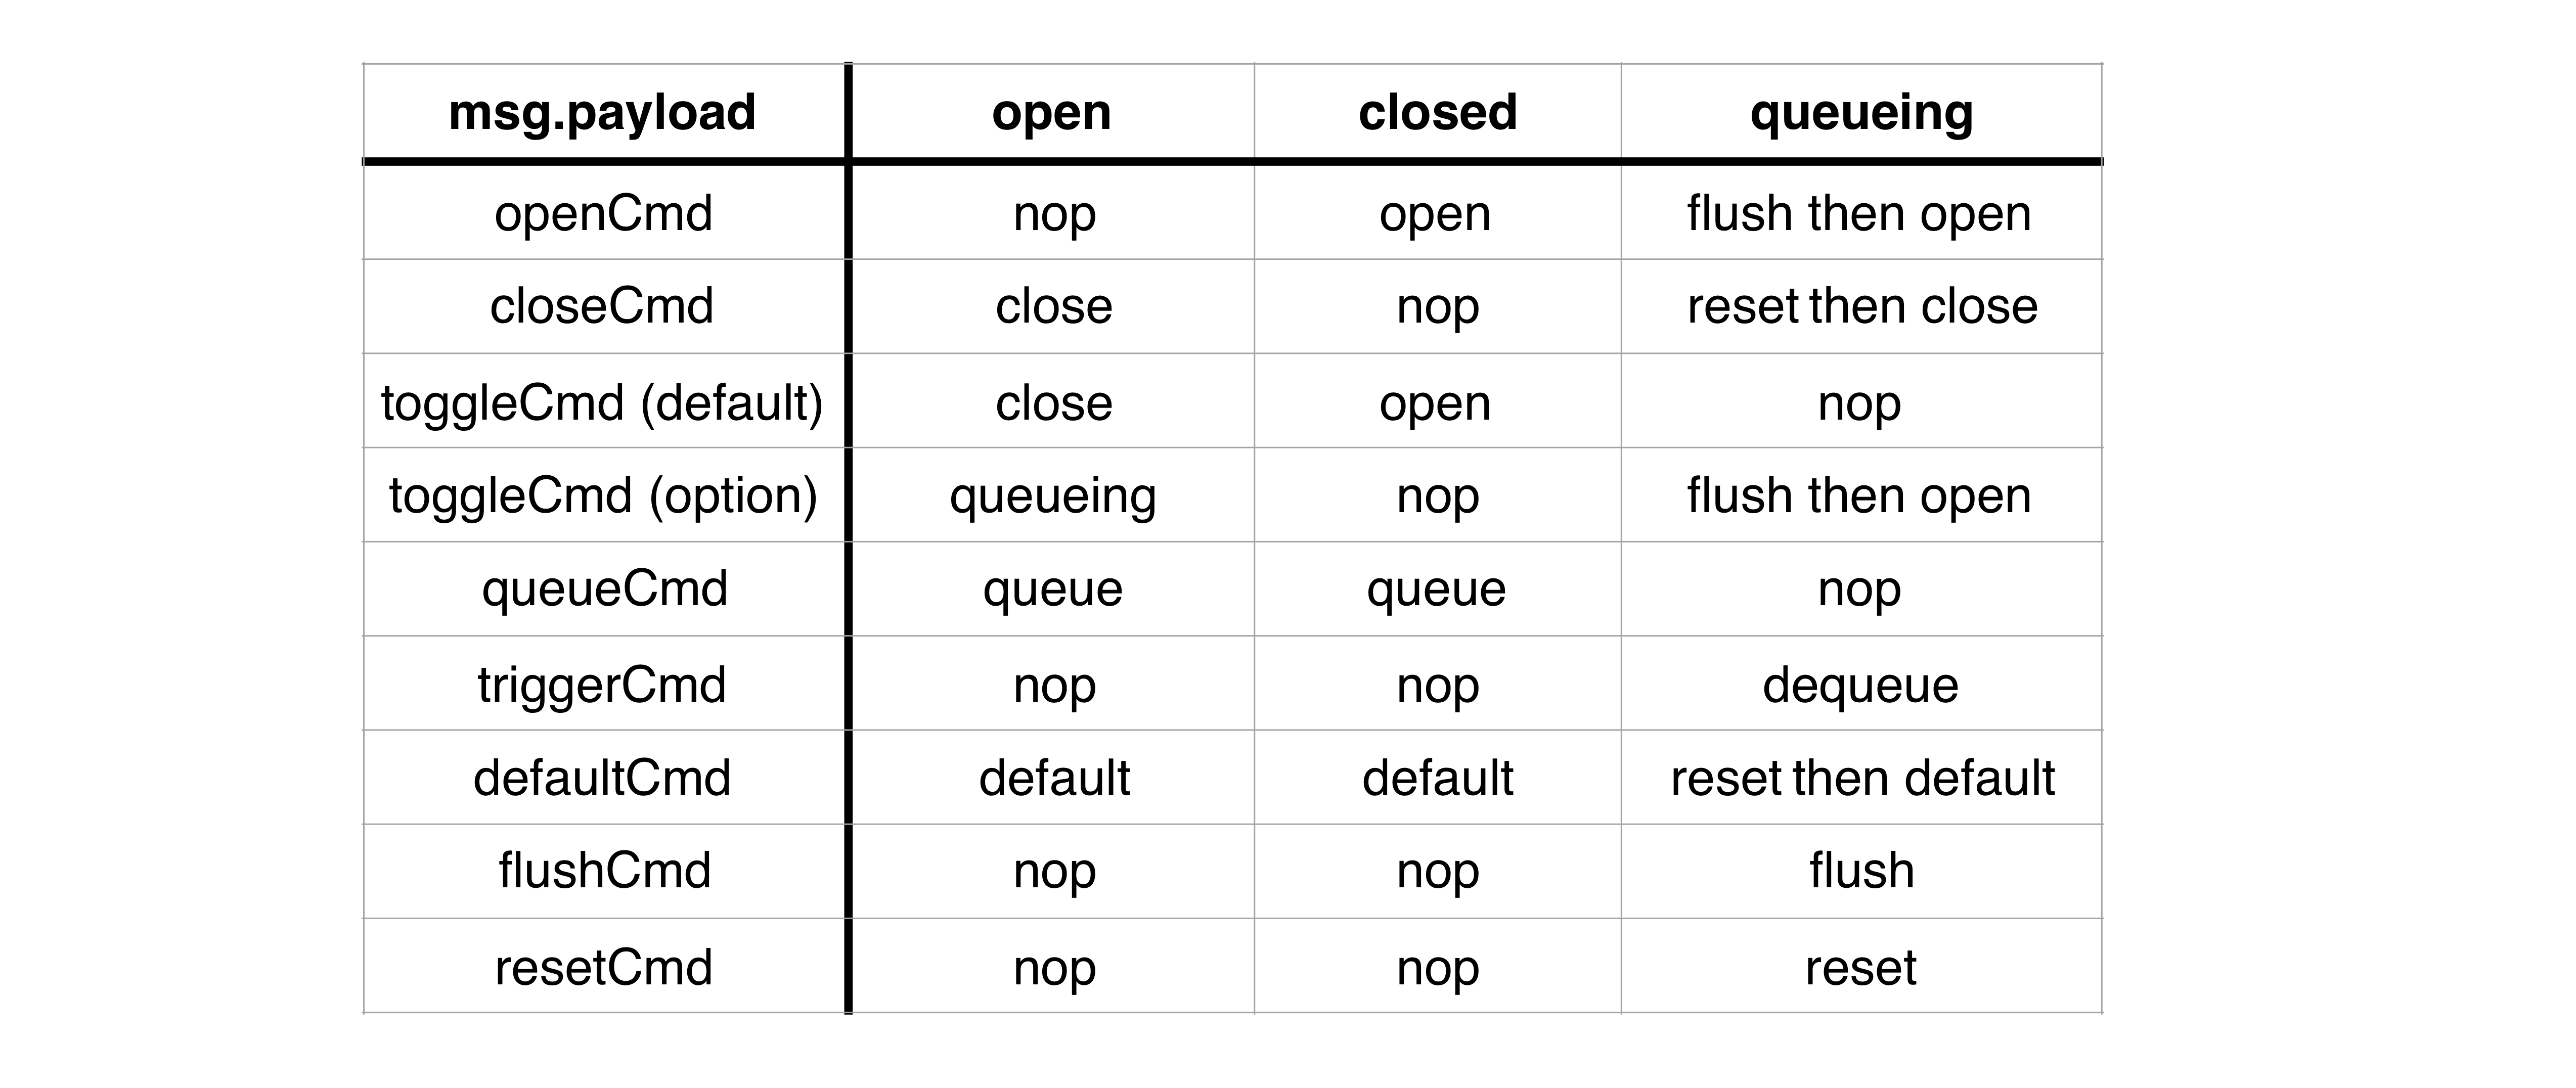 msg.payload open closed queueing
openCmd nop open flush then open
closeCmd close nop reset then close
toggleCmd (default) close open nop
toggleCmd (option) queueing nop flush then open
queueCmd queue queue nop
triggerCmd nop nop dequeue
defaultCmd default default reset then default
flushCmd nop nop flush
resetCmd nop nop reset